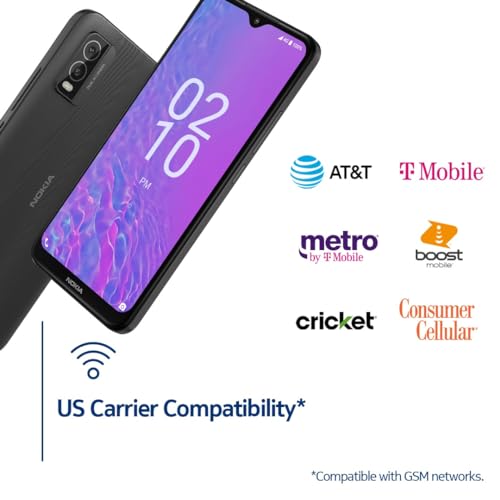 4G
02
10
PM
NOKIA
NOKIA
AT&T
T Mobile
metro
by T Mobile
boost
mobile
cricket
Consumer
Cellular
US Carrier Compatibility*
*Compatible with GSM networks.